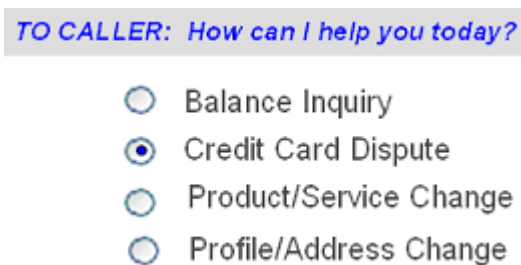 TO CALLER: How can I help you today?
Balance Inquiry
Credit Card Dispute
Product/Service Change
Profile/Address Change